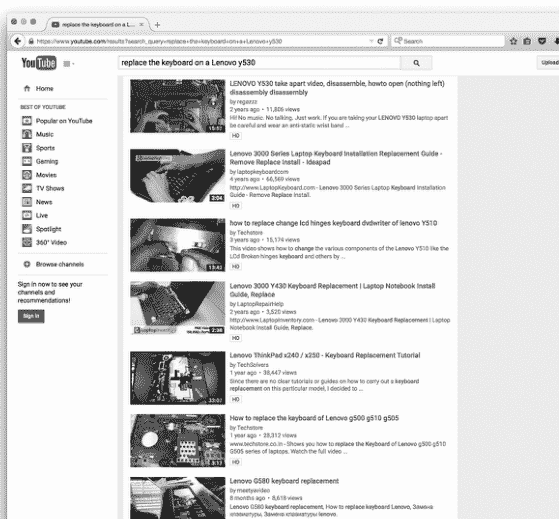 replace the keyboard on a L...
https://www.youtube.com/results?search_query=replace+the+keyboard+on+a+Lenovo+y530
Search
YouTube
replace the keyboard on a Lenovo y530
Upload
Home
BEST OF YOUTUBE
Popular on YouTube
Music
Sports
Gaming
Movies
TV Shows
News
Live
Spotlight
360° Video
Browse channels
Sign in now to see your
channels and
recommendations!
Sign in
LENOVO Y530 take apart video, disassemble, howto open (nothing left)
disassembly disassembly
2 years ago • 11,806 views
Hi! No music. No talking. Just work. If you are taking your LENOVO Y530 laptop apart
be careful and wear an anti-static wrist band ...
HD
Lenovo 3000 Series Laptop Keyboard Installation Replacement Guide -
Remove Replace Install - Ideapad
by laptopkeyboardcom
4 years ago • 66,569 views
http://www.LaptopKeyboard.com - Lenovo 3000 Series Laptop Keyboard Installation
Guide - Remove Replace Install.
HD
3:04
how to replace change lcd hinges keyboard dvdwriter of lenovo Y510
by Techstore
3 years ago • 15,174 views
This video shows how to change the various components of the Lenovo Y510 like the
LCd Broken hinges keyboard and others by ...
HD
Lenovo 3000 Y430 Keyboard Replacement | Laptop Notebook Install
Guide, Replace
by LaptopRepairHelp
2 years ago • 3,520 views
http://www.LaptopInventory.com - Lenovo 3000 Y430 Keyboard Replacement | Laptop
Notebook Install Guide, Replace.
HD
Lenovo ThinkPad x240 / x250 - Keyboard Replacement Tutorial
by TechSolvers
1 year ago • 38,447 views
Since there are no clear tutorials or guides on how to carry out a keyboard
replacement on this particular model, I decided to ...
HD
How to replace the keyboard of Lenovo g500 g510 g505
by Techstore
1 year ago • 28,312 views
www.techstore.co.in - Shows you how to replace the Keyboard of Lenovo g500 g510
G505 series of laptops. Watch the full video ...
HD
Lenovo G580 keyboard replacement
by meetyavideo
8 months ago • 8,618 views
Lenovo G580 keyboard replacement, How to replace keyboard Lenovo, Замена
клавиатуры, Замена клавиатуры lenovo.